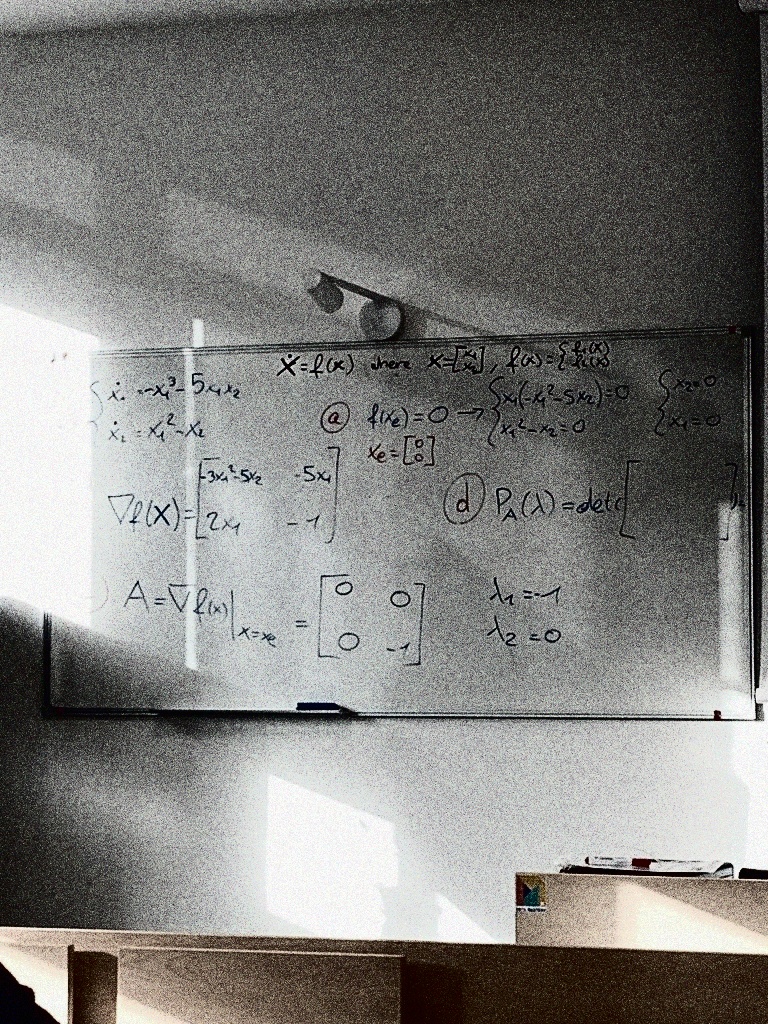 Ẋ=f(x) where X=[x₁ x₂], f(x)={f₁(x) f₂(x)
ẋ₁ = -x₁³ - 5x₁x₂
ẋ₂ = x₁² - x₂
ⓐ f(xₑ) = 0 → {x₁(-x₁²-5x₂)=0 {x₂=0
x₁²-x₂=0 x₁=0
xₑ = [0 0]
∇f(X) = [-3x₁²-5x₂ -5x₁
2x₁ -1]
ⓓ P_A(λ) = det [ ]
A = ∇f(x)|x=xₑ = [0 0
0 -1]
λ₁ = -1
λ₂ = 0